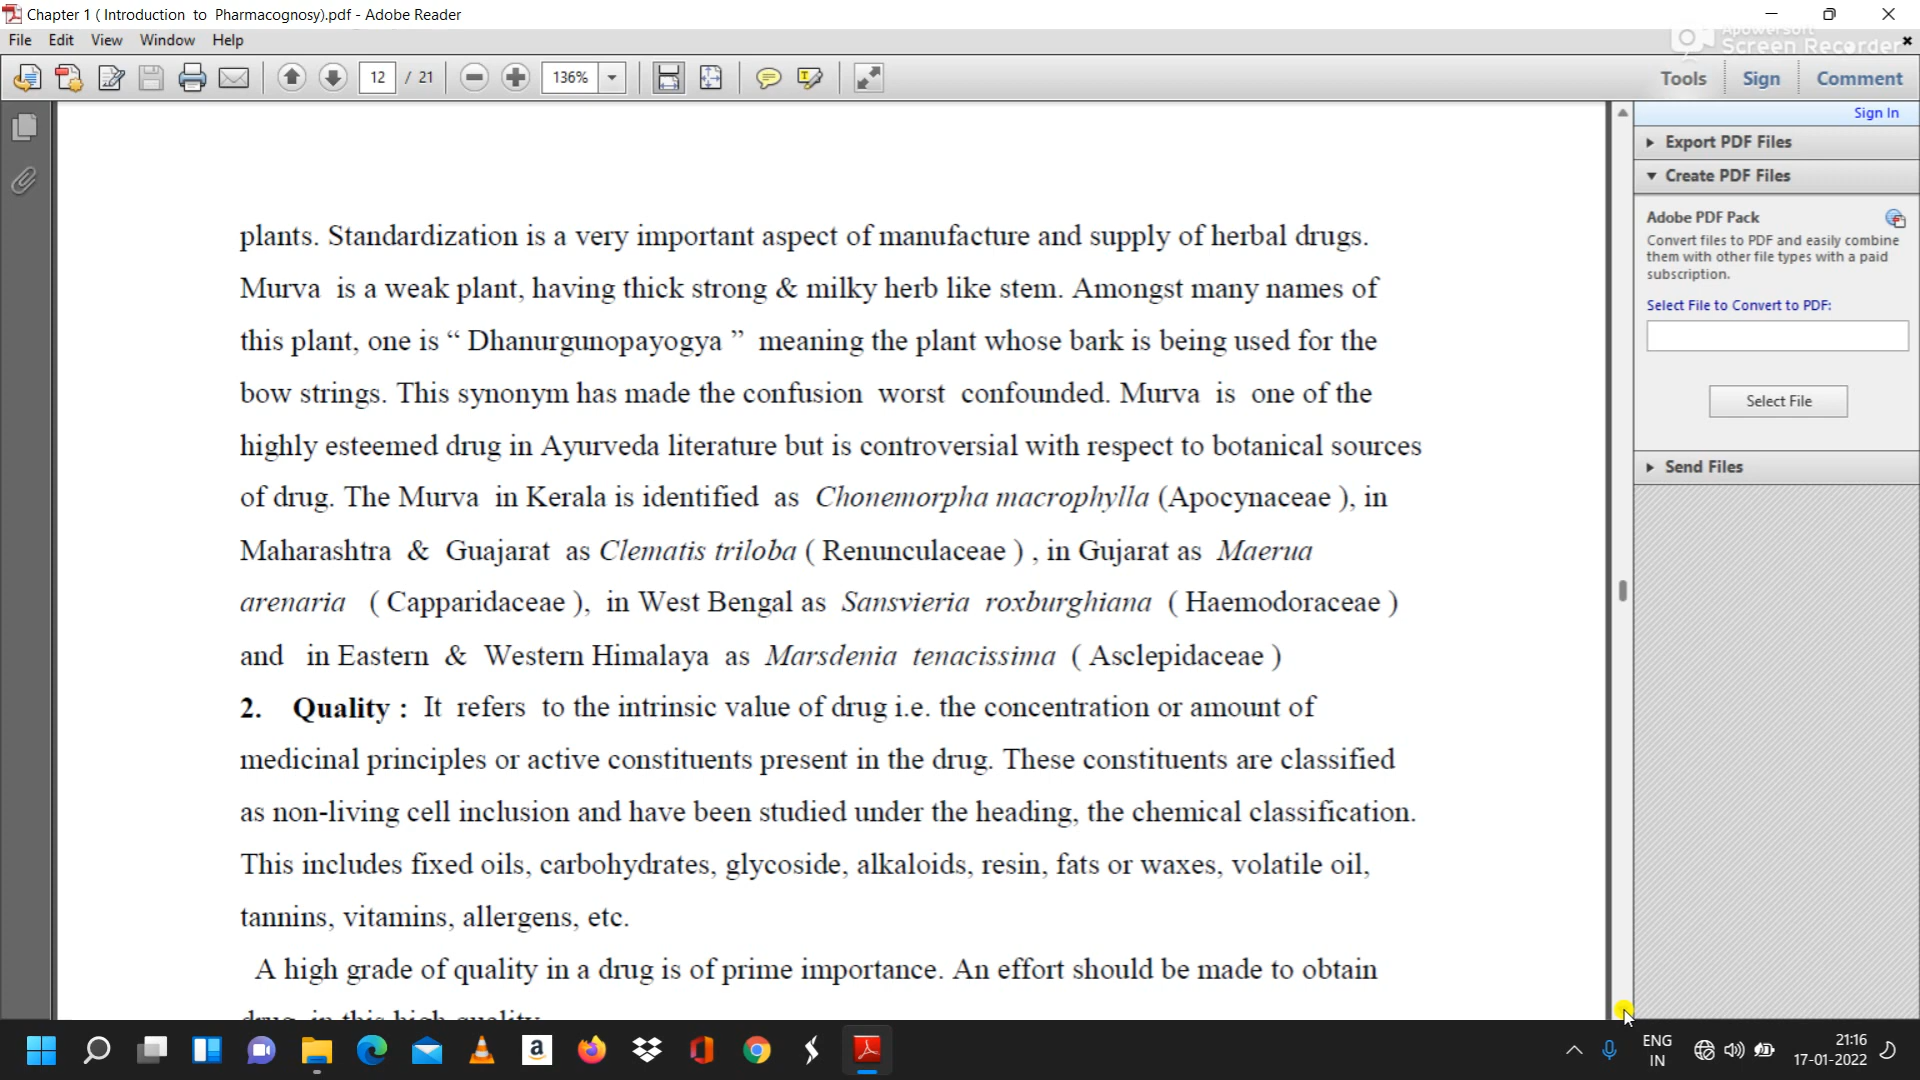 Chapter 1 ( Introduction to Pharmacognosy).pdf - Adobe Reader
File Edit View Window Help
Apowersoft
Screen Recorder
12 / 21 136% Tools Sign Comment
Sign In
Export PDF Files
Create PDF Files
Adobe PDF Pack
Convert files to PDF and easily combine
them with other file types with a paid
subscription.
Select File to Convert to PDF:
Select File
Send Files
plants. Standardization is a very important aspect of manufacture and supply of herbal drugs.
Murva is a weak plant, having thick strong & milky herb like stem. Amongst many names of
this plant, one is “ Dhanurgunopayogya ” meaning the plant whose bark is being used for the
bow strings. This synonym has made the confusion worst confounded. Murva is one of the
highly esteemed drug in Ayurveda literature but is controversial with respect to botanical sources
of drug. The Murva in Kerala is identified as Chonemorpha macrophylla (Apocynaceae ), in
Maharashtra & Guajarat as Clematis triloba ( Renunculaceae ) , in Gujarat as Maerua
arenaria ( Capparidaceae ), in West Bengal as Sansvieria roxburghiana ( Haemodoraceae )
and in Eastern & Western Himalaya as Marsdenia tenacissima ( Asclepidaceae )
2. Quality : It refers to the intrinsic value of drug i.e. the concentration or amount of
medicinal principles or active constituents present in the drug. These constituents are classified
as non-living cell inclusion and have been studied under the heading, the chemical classification.
This includes fixed oils, carbohydrates, glycoside, alkaloids, resin, fats or waxes, volatile oil,
tannins, vitamins, allergens, etc.
A high grade of quality in a drug is of prime importance. An effort should be made to obtain
drug in this high quality.
ENG
IN
21:16
17-01-2022